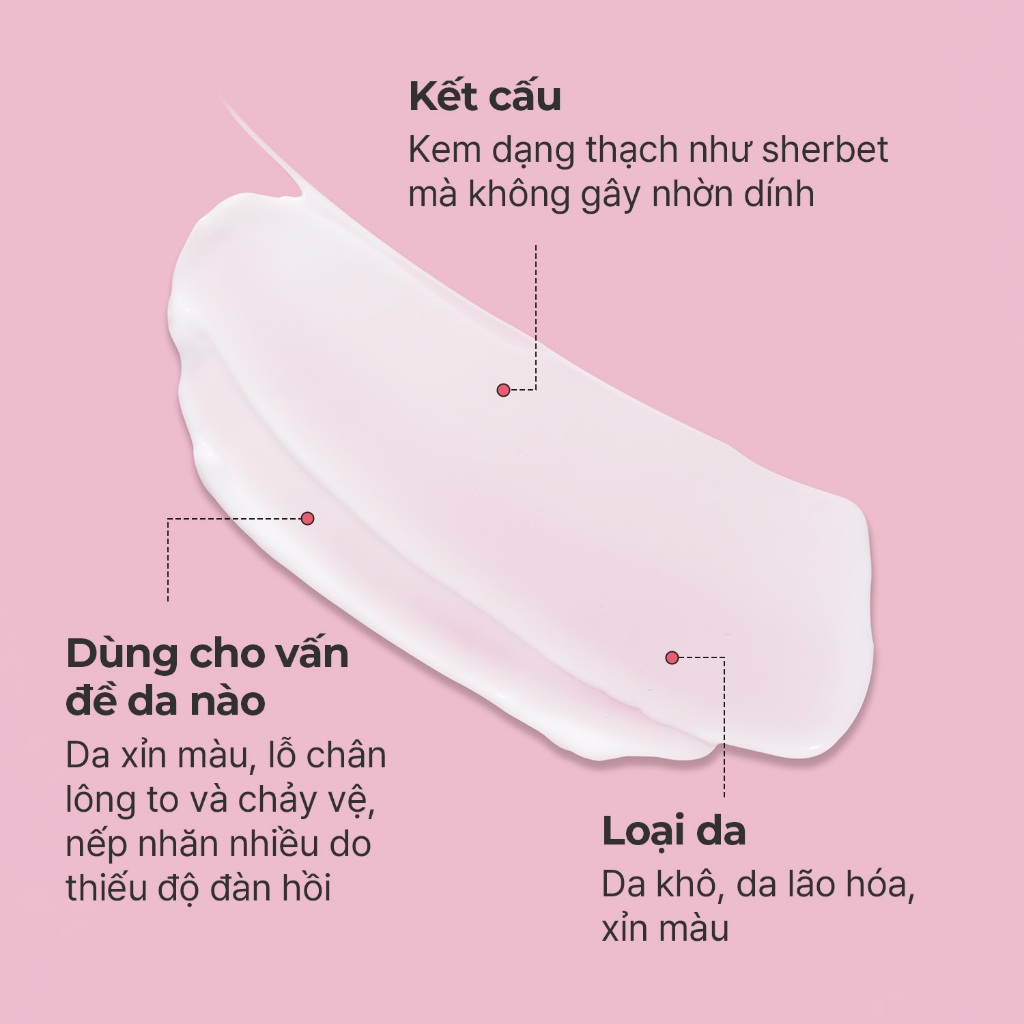 Kết cấu
Kem dạng thạch như sherbet
mà không gây nhờn dính
Dùng cho vấn
đề da nào
Da xỉn màu, lỗ chân
lông to và chảy vệ,
nếp nhăn nhiều do
thiếu độ đàn hồi
Loại da
Da khô, da lão hóa,
xỉn màu